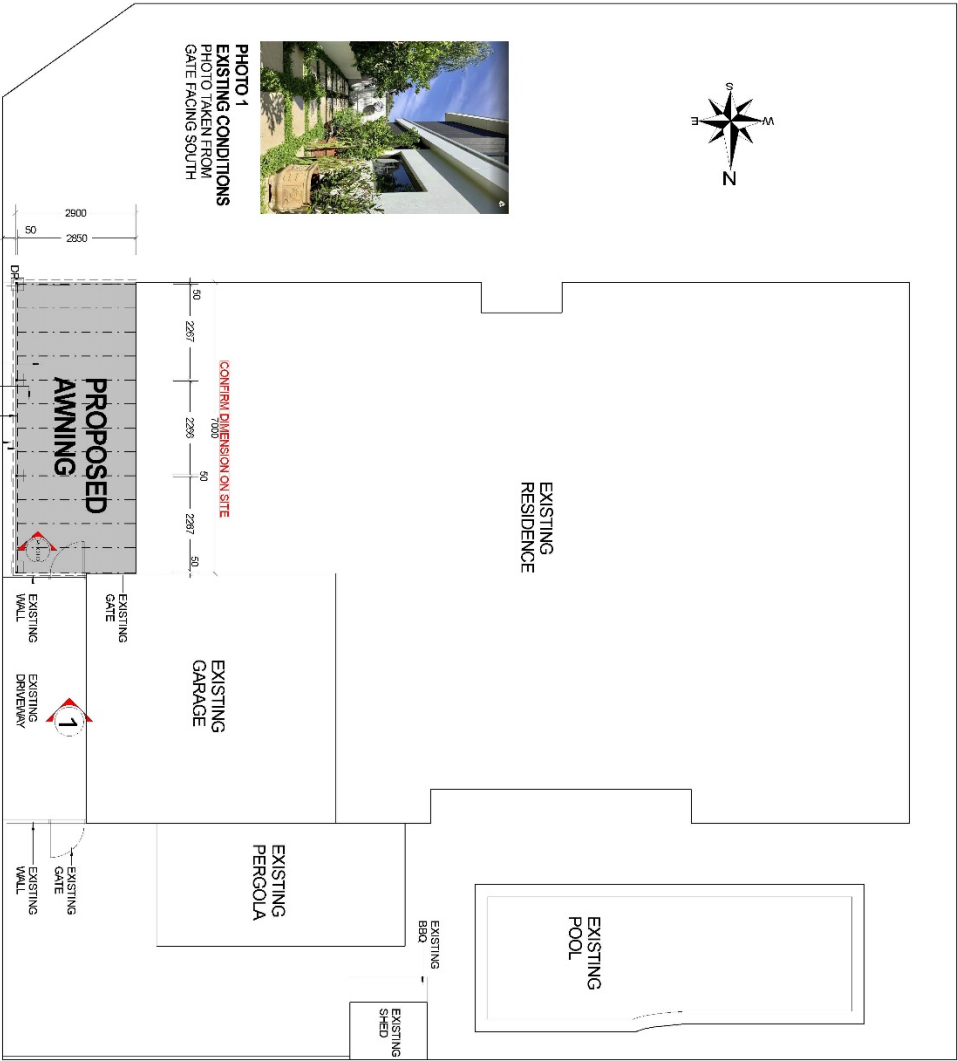 PHOTO 1
EXISTING CONDITIONS
PHOTO TAKEN FROM
GATE FACING SOUTH
S
W
E
N
2900
50
2850
DP
50
2267
2266
50
2267
50
7000
CONFIRM DIMENSION ON SITE
PROPOSED
AWNING
EXISTING
RESIDENCE
EXISTING
GATE
EXISTING
WALL
EXISTING
DRIVEWAY
1
EXISTING
GARAGE
EXISTING
GATE
EXISTING
WALL
EXISTING
PERGOLA
EXISTING
BBQ
EXISTING
POOL
EXISTING
SHED